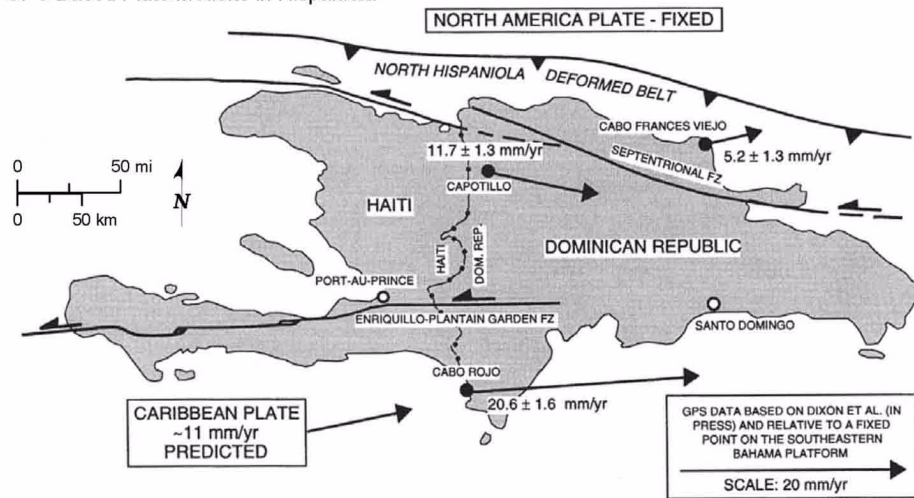 NORTH AMERICA PLATE - FIXED
NORTH HISPANIOLA DEFORMED BELT
CABO FRANCES VIEJO
5.2 ± 1.3 mm/yr
11.7 ± 1.3 mm/yr
SEPTENTRIONAL FZ
0 50 mi
0 50 km
N
CAPOTILLO
HAITI
HAITI
DOM. REP.
DOMINICAN REPUBLIC
PORT-AU-PRINCE
ENRIQUILLO-PLANTAIN GARDEN FZ
SANTO DOMINGO
CABO ROJO
20.6 ± 1.6 mm/yr
CARIBBEAN PLATE
~11 mm/yr
PREDICTED
GPS DATA BASED ON DIXON ET AL. (IN
PRESS) AND RELATIVE TO A FIXED
POINT ON THE SOUTHEASTERN
BAHAMA PLATFORM
SCALE: 20 mm/yr